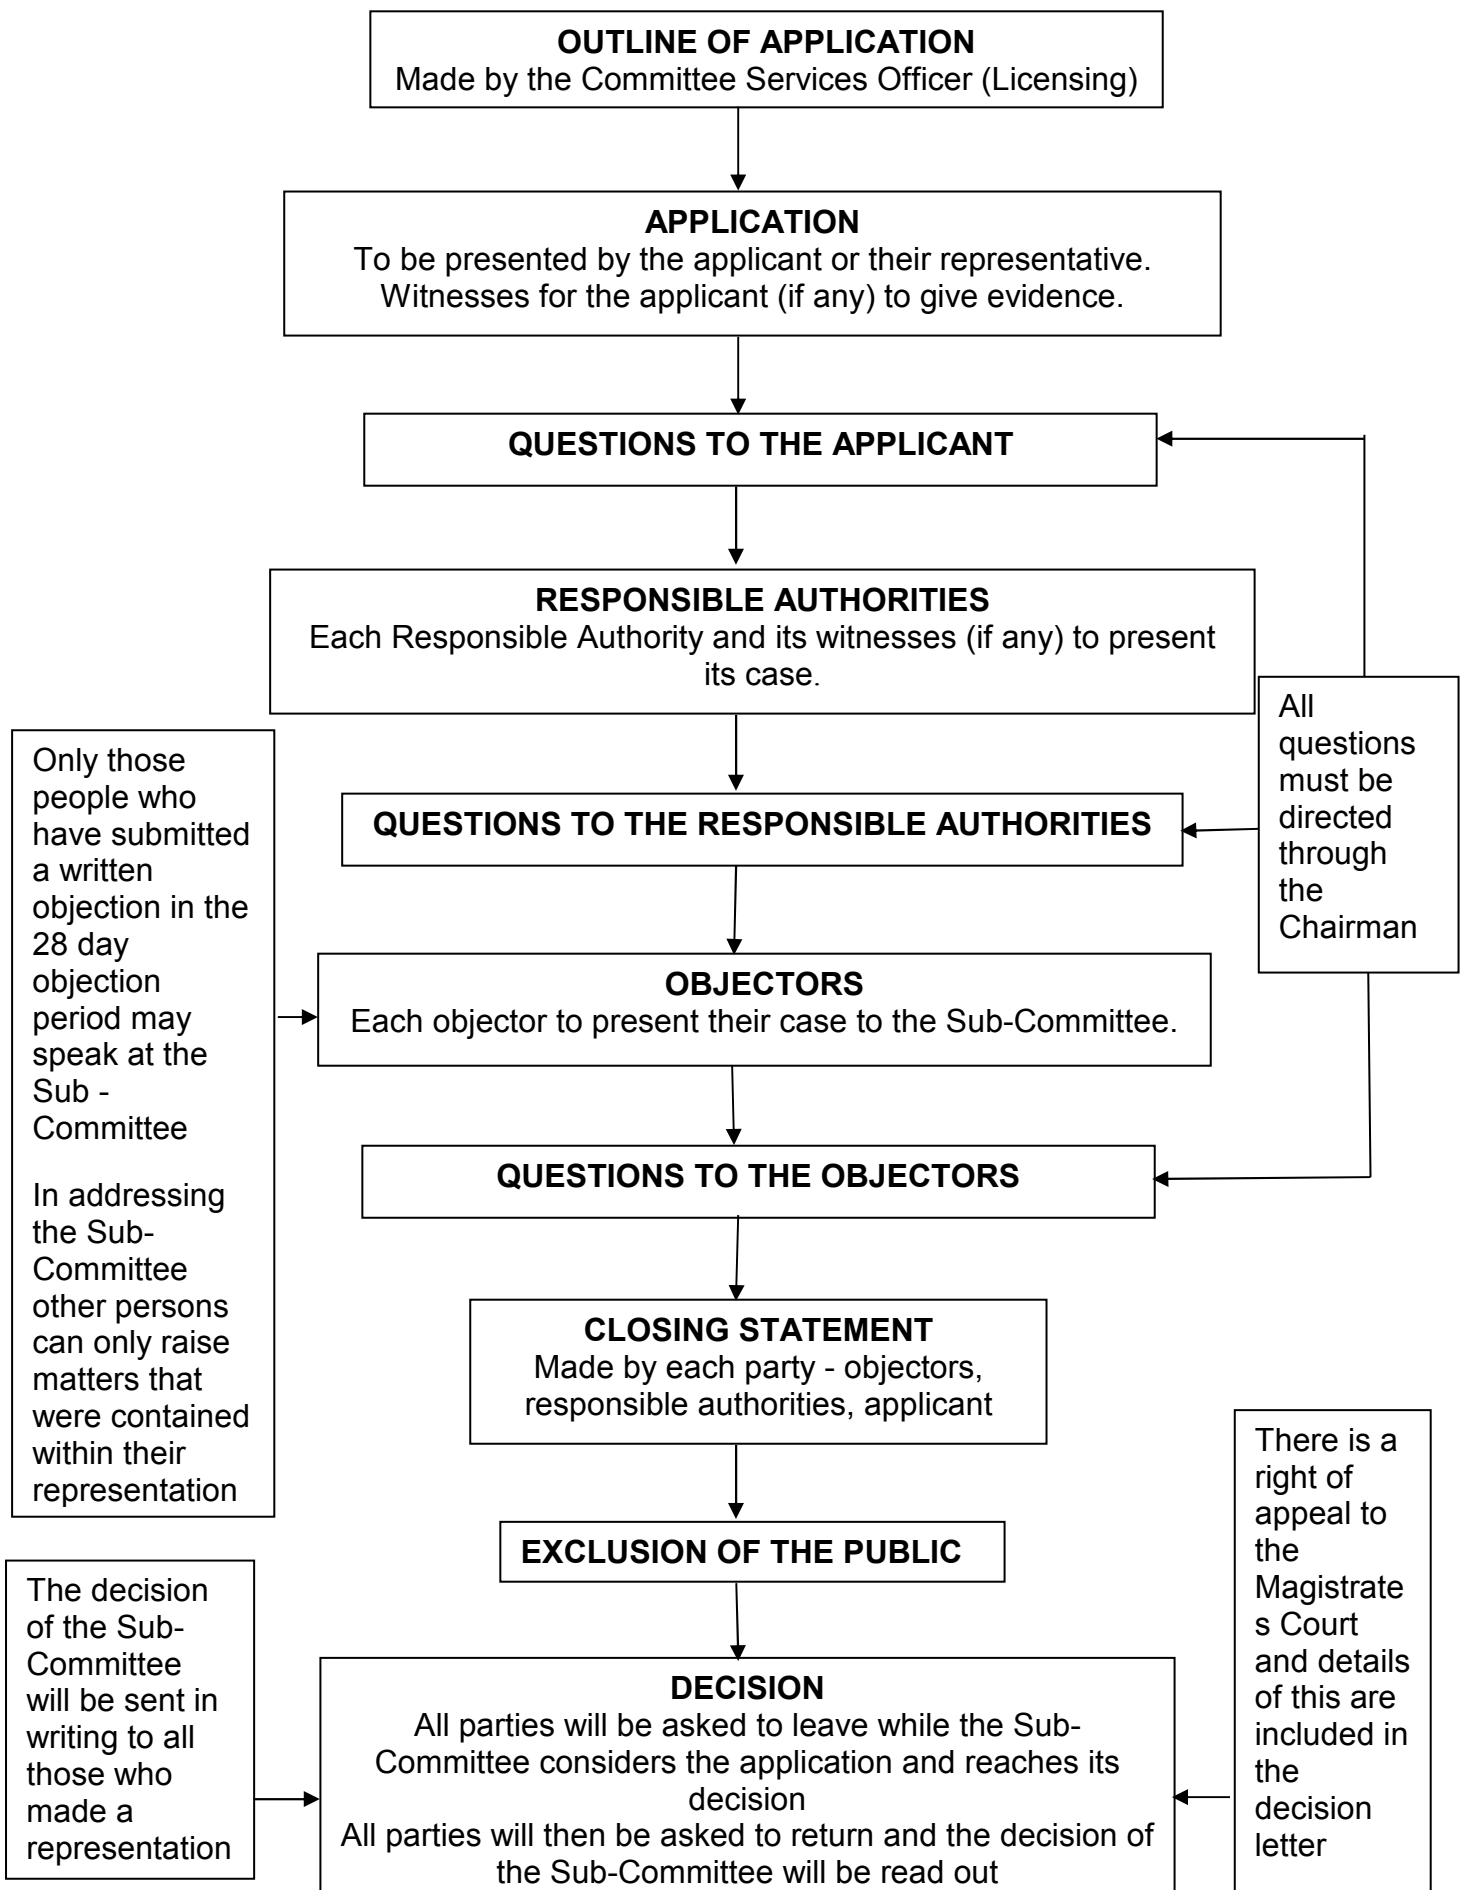 OUTLINE OF APPLICATION
Made by the Committee Services Officer (Licensing)
APPLICATION
To be presented by the applicant or their representative.
Witnesses for the applicant (if any) to give evidence.
QUESTIONS TO THE APPLICANT
RESPONSIBLE AUTHORITIES
Each Responsible Authority and its witnesses (if any) to present
its case.
All
questions
must be
directed
through
the
Chairman
Only those
people who
have submitted
a written
objection in the
28 day
objection
period may
speak at the
Sub -
Committee
In addressing
the Sub-
Committee
other persons
can only raise
matters that
were contained
within their
representation
QUESTIONS TO THE RESPONSIBLE AUTHORITIES
OBJECTORS
Each objector to present their case to the Sub-Committee.
QUESTIONS TO THE OBJECTORS
CLOSING STATEMENT
Made by each party - objectors,
responsible authorities, applicant
EXCLUSION OF THE PUBLIC
There is a
right of
appeal to
the
Magistrate
s Court
and details
of this are
included in
the
decision
letter
The decision
of the Sub-
Committee
will be sent in
writing to all
those who
made a
representation
DECISION
All parties will be asked to leave while the Sub-
Committee considers the application and reaches its
decision
All parties will then be asked to return and the decision of
the Sub-Committee will be read out